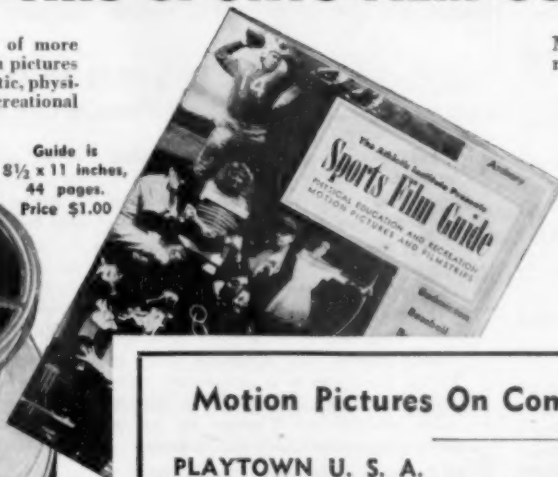 of more
pictures
tic, physi-
creational
Guide is
8½ x 11 inches,
44 pages.
Price $1.00
The Athletic Institute Presents
Sports Film Guide
PHYSICAL EDUCATION AND RECREATION
MOTION PICTURES AND FILMSTRIPS
Archery
Badminton
Baseball
Motion Pictures On Com
PLAYTOWN U. S. A.